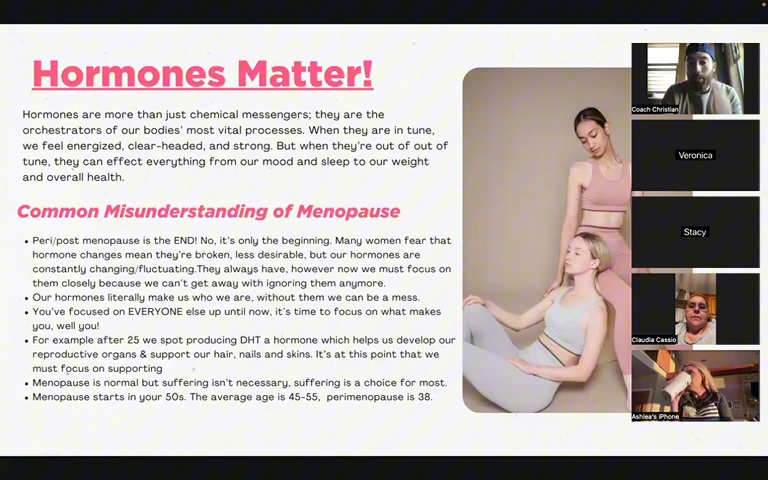 Hormones Matter!
Hormones are more than just chemical messengers; they are the
orchestrators of our bodies' most vital processes. When they are in tune,
we feel energized, clear-headed, and strong. But when they're out of out of
tune, they can effect everything from our mood and sleep to our weight
and overall health.
Common Misunderstanding of Menopause
• Peri/post menopause is the END! No, it's only the beginning. Many women fear that
hormone changes mean they're broken, less desirable, but our hormones are
constantly changing/fluctuating.They always have, however now we must focus on
them closely because we can't get away with ignoring them anymore.
• Our hormones literally make us who we are, without them we can be a mess.
• You've focused on EVERYONE else up until now, it's time to focus on what makes
you, well you!
• For example after 25 we spot producing DHT a hormone which helps us develop our
reproductive organs & support our hair, nails and skins. It's at this point that we
must focus on supporting
• Menopause is normal but suffering isn't necessary, suffering is a choice for most.
• Menopause starts in your 50s. The average age is 45-55, perimenopause is 38.
Coach Christian
Veronica
Stacy
Claudia Cassio
Ashlea's iPhone